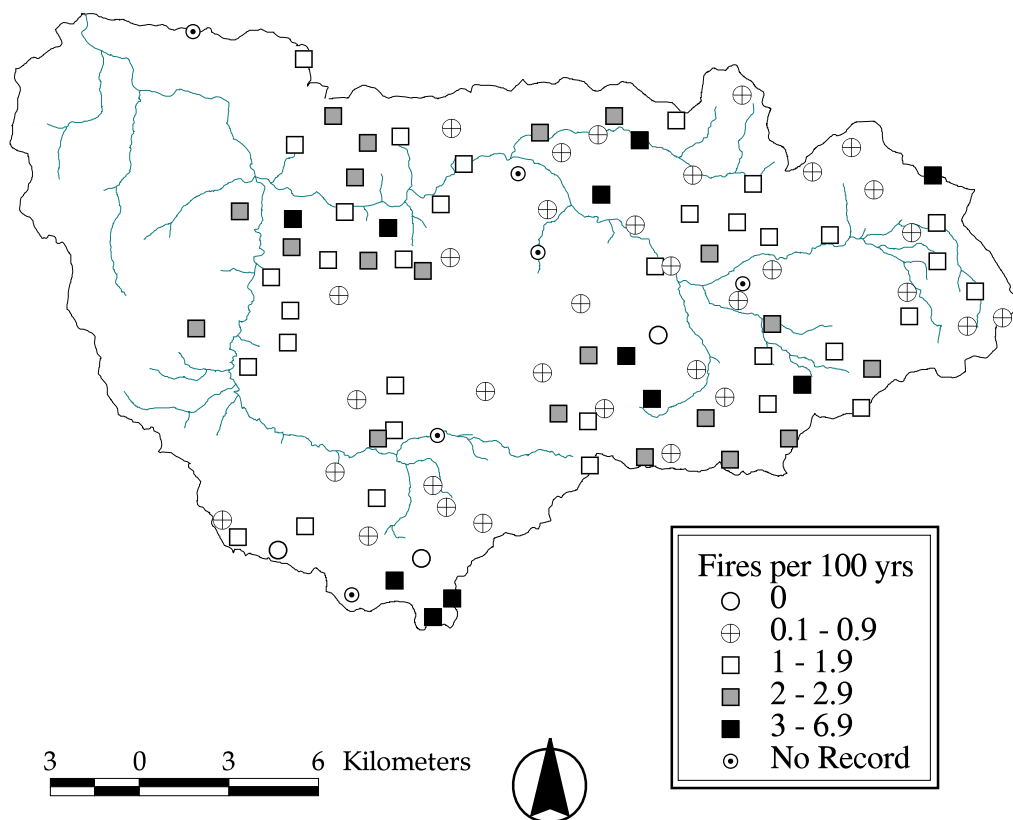 Fires per 100 yrs
0
0.1 - 0.9
1 - 1.9
2 - 2.9
3 - 6.9
No Record
3 0 3 6 Kilometers